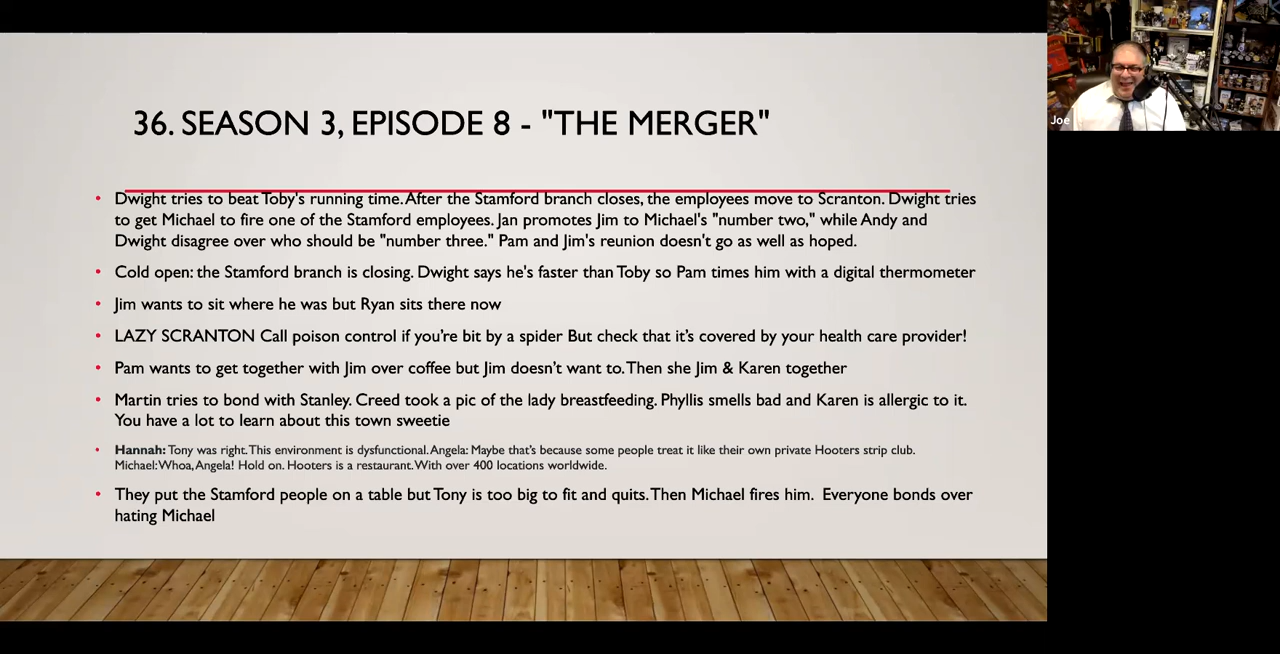 36. SEASON 3, EPISODE 8 - "THE MERGER"
Dwight tries to beat Toby's running time. After the Stamford branch closes, the employees move to Scranton. Dwight tries
to get Michael to fire one of the Stamford employees. Jan promotes Jim to Michael's "number two," while Andy and
Dwight disagree over who should be "number three." Pam and Jim's reunion doesn't go as well as hoped.
Cold open: the Stamford branch is closing. Dwight says he's faster than Toby so Pam times him with a digital thermometer
Jim wants to sit where he was but Ryan sits there now
LAZY SCRANTON Call poison control if you're bit by a spider But check that it's covered by your health care provider!
Pam wants to get together with Jim over coffee but Jim doesn't want to. Then she Jim & Karen together
Martin tries to bond with Stanley. Creed took a pic of the lady breastfeeding. Phyllis smells bad and Karen is allergic to it.
You have a lot to learn about this town sweetie
Hannah: Tony was right. This environment is dysfunctional. Angela: Maybe that's because some people treat it like their own private Hooters strip club.
Michael: Whoa, Angela! Hold on. Hooters is a restaurant. With over 400 locations worldwide.
They put the Stamford people on a table but Tony is too big to fit and quits. Then Michael fires him.  Everyone bonds over
hating Michael
Joe